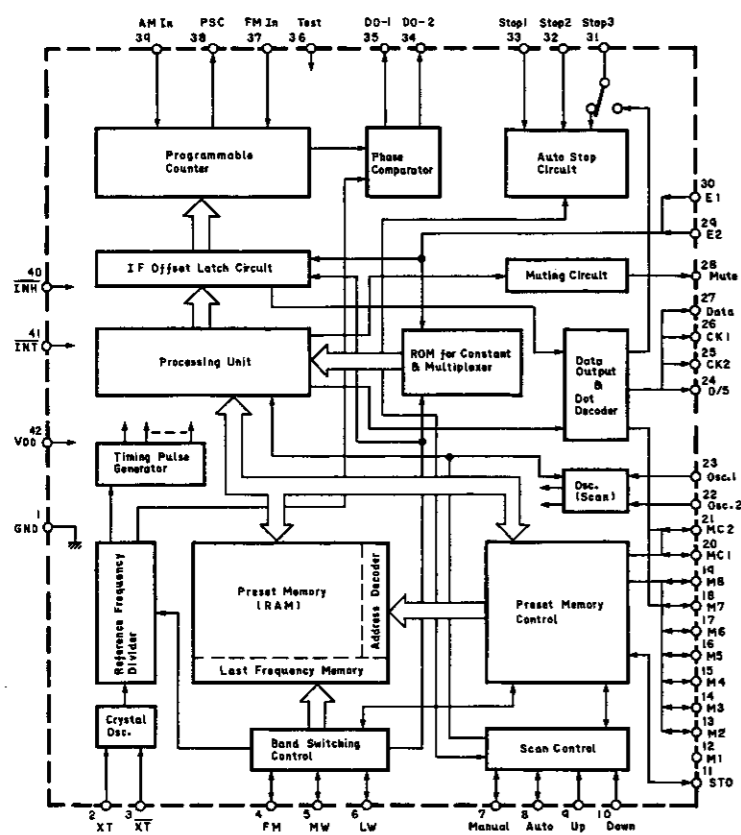 AM In PSC FM In Test DO-1 DO-2 Stop1 Stop2 Stop3
39 38 37 36 35 34 33 32 31
Programmable
Counter
Phase
Comparator
Auto Stop
Circuit
30
E1
29
E2
IF Offset Latch Circuit
Muting Circuit
28
Mute
40
INH
27
Data
26
CK1
41
INT
Processing Unit
ROM for Constant
& Multiplexer
Data
Output
&
Dot
Decoder
25
CK2
24
D/S
42
VDD
Timing Pulse
Generator
Osc.
(Scan)
23
Osc.1
22
Osc.2
1
GND
21
MC2
20
MC1
Reference Frequency
Divider
Preset Memory
(RAM)
Address Decoder
Last Frequency Memory
Preset Memory
Control
19
M8
18
M7
17
M6
16
M5
15
M4
14
M3
13
M2
12
M1
11
STO
Crystal
Osc.
Band Switching
Control
Scan Control
2 3 4 5 6 7 8 9 10
XT XT FM MW LW Manual Auto Up Down